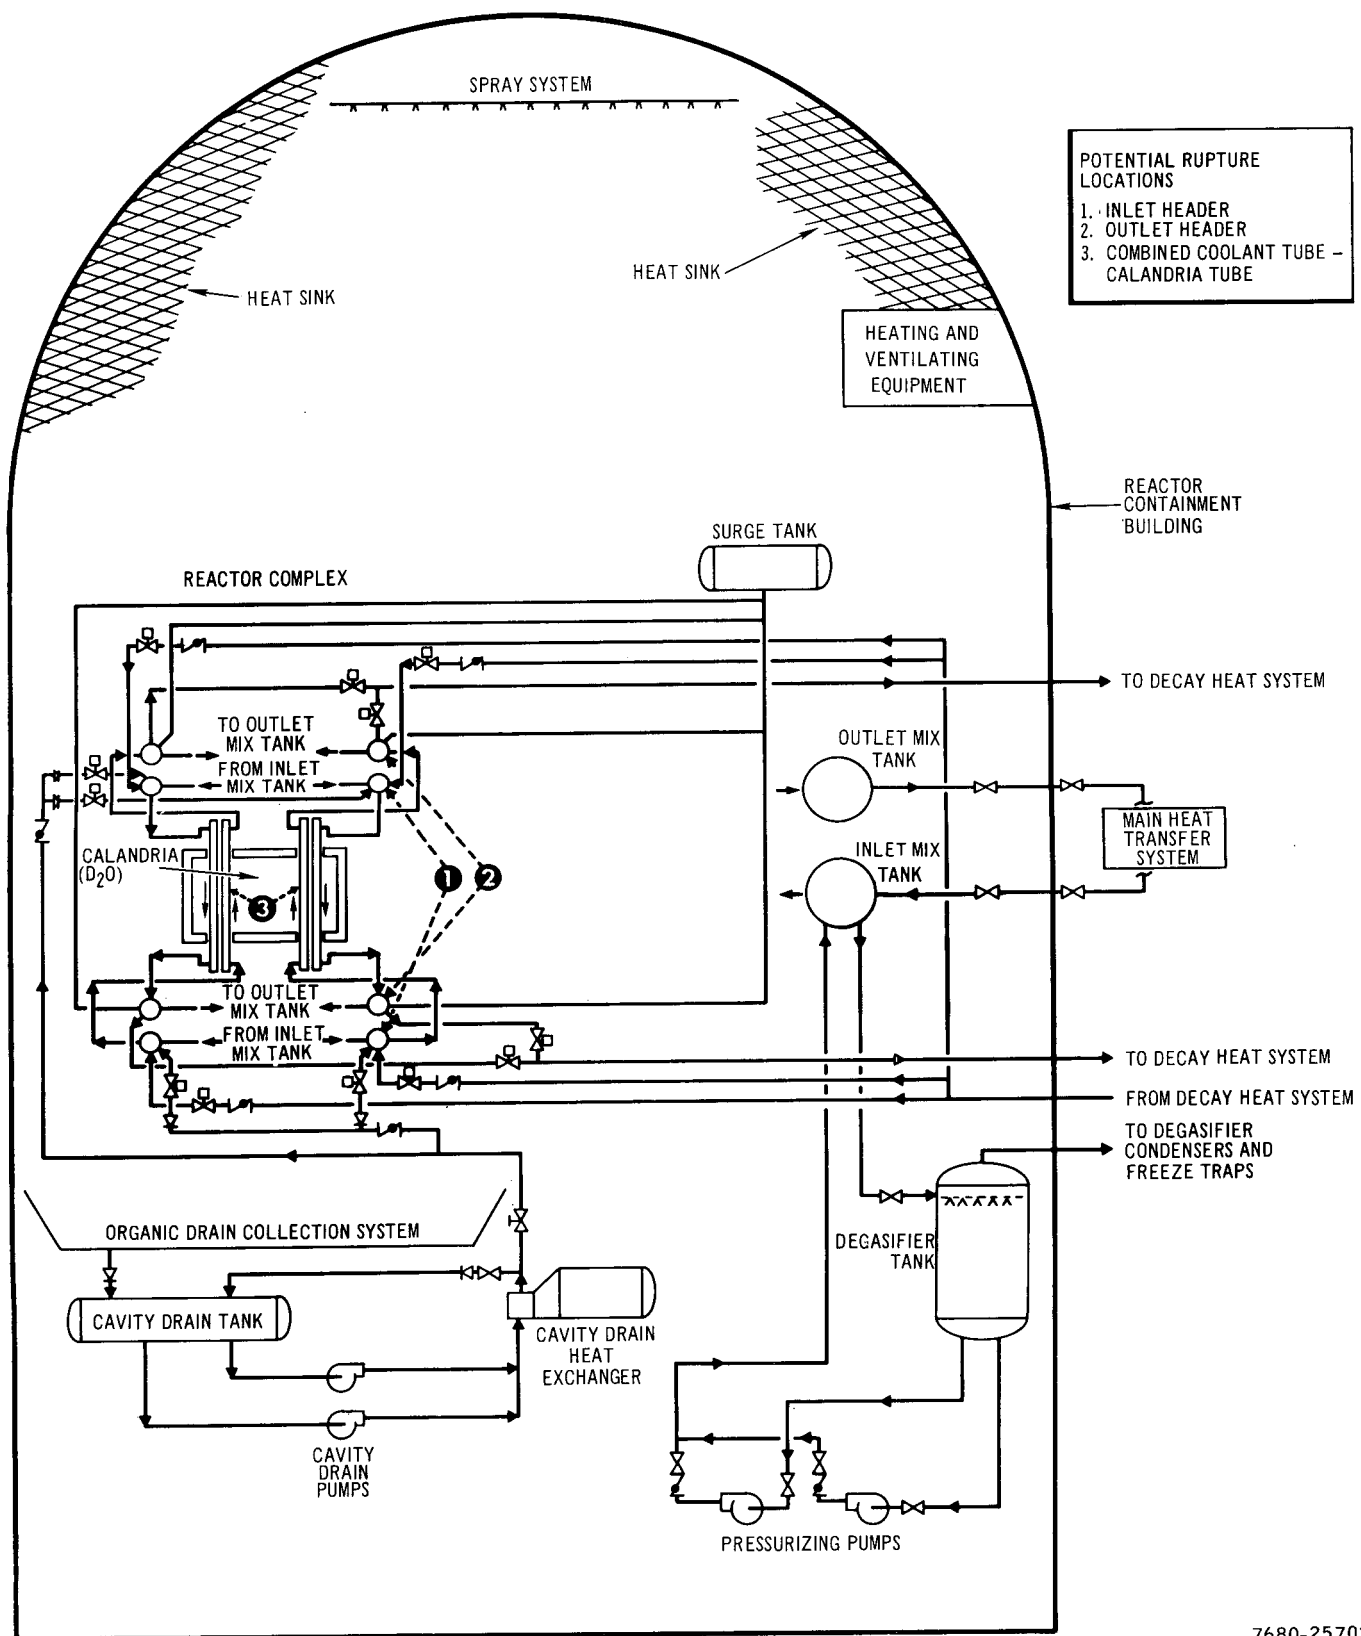 SPRAY SYSTEM
POTENTIAL RUPTURE
LOCATIONS
1. INLET HEADER
2. OUTLET HEADER
3. COMBINED COOLANT TUBE –
CALANDRIA TUBE
HEAT SINK
HEAT SINK
HEATING AND
VENTILATING
EQUIPMENT
REACTOR
CONTAINMENT
BUILDING
SURGE TANK
REACTOR COMPLEX
TO DECAY HEAT SYSTEM
TO OUTLET
MIX TANK
FROM INLET
MIX TANK
OUTLET MIX
TANK
MAIN HEAT
TRANSFER
SYSTEM
INLET MIX
TANK
CALANDRIA
(D2O)
1
2
3
TO OUTLET
MIX TANK
FROM INLET
MIX TANK
TO DECAY HEAT SYSTEM
FROM DECAY HEAT SYSTEM
TO DEGASIFIER
CONDENSERS AND
FREEZE TRAPS
ORGANIC DRAIN COLLECTION SYSTEM
DEGASIFIER
TANK
CAVITY DRAIN TANK
CAVITY DRAIN
HEAT
EXCHANGER
CAVITY
DRAIN
PUMPS
PRESSURIZING PUMPS